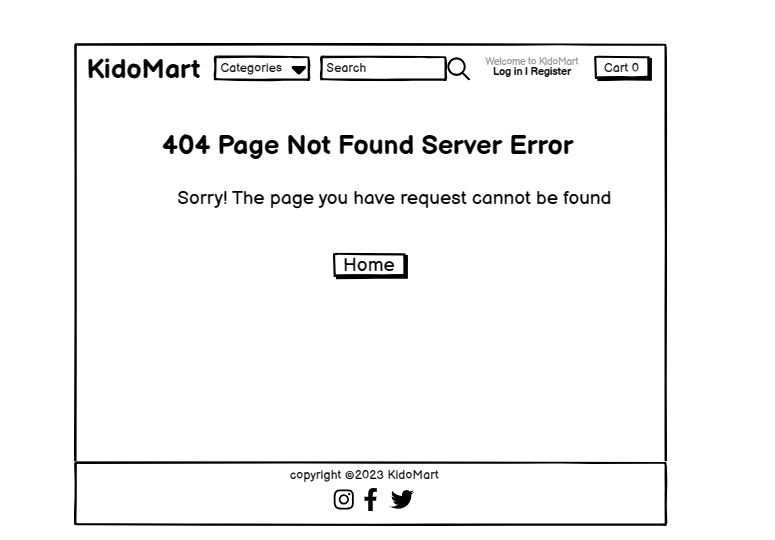 KidoMart
Categories
Search
Welcome to KidoMart
Log in | Register
Cart 0
404 Page Not Found Server Error
Sorry! The page you have request cannot be found
Home
copyright ©2023 KidoMart